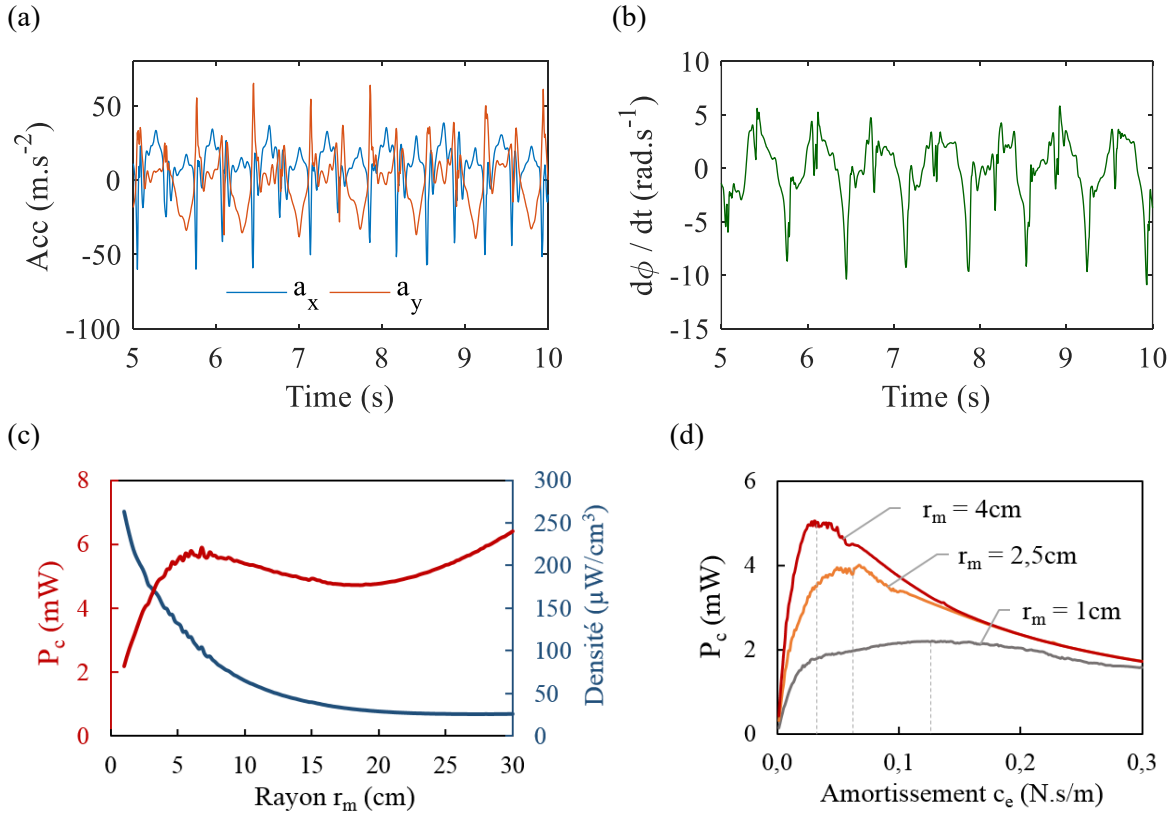 (a)
(b)
50
0
-50
-100
Acc (m.s⁻²)
a_x a_y
5 6 7 8 9 10
Time (s)
10
5
0
-5
-10
-15
dϕ / dt (rad.s⁻¹)
5 6 7 8 9 10
Time (s)
(c)
(d)
8
6
4
2
0
P_c (mW)
300
250
200
150
100
50
0
Densité (µW/cm³)
0 5 10 15 20 25 30
Rayon r_m (cm)
6
4
2
0
P_c (mW)
r_m = 4cm
r_m = 2,5cm
r_m = 1cm
0,0 0,1 0,2 0,3
Amortissement c_e (N.s/m)